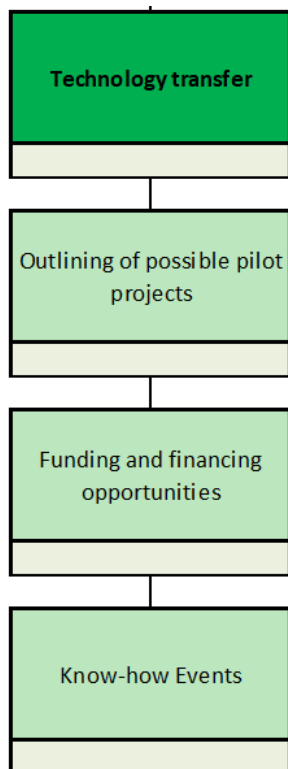 Technology transfer
Outlining of possible pilot
projects
Funding and financing
opportunities
Know-how Events